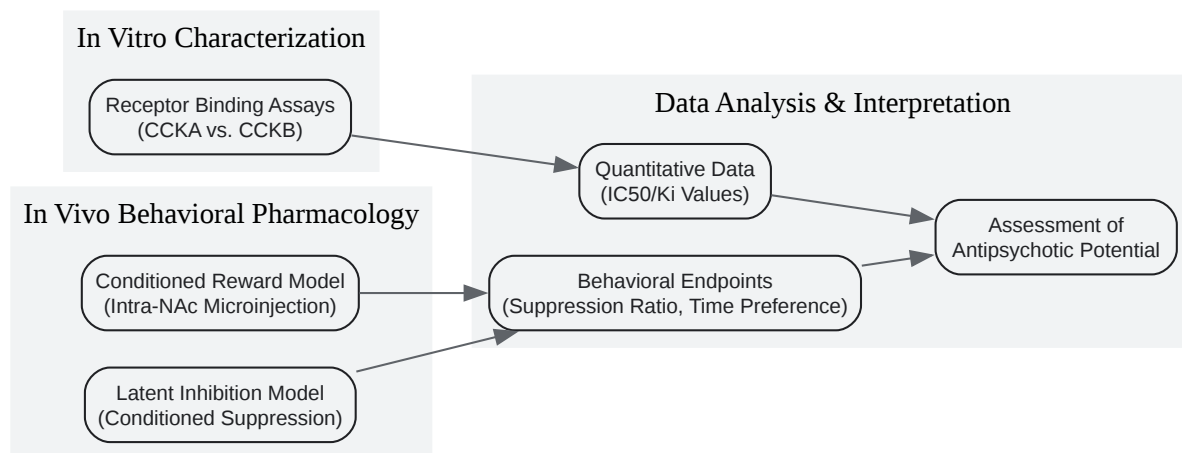 In Vitro Characterization
Receptor Binding Assays
(CCKA vs. CCKB)
In Vivo Behavioral Pharmacology
Conditioned Reward Model
(Intra-NAc Microinjection)
Latent Inhibition Model
(Conditioned Suppression)
Data Analysis & Interpretation
Quantitative Data
(IC50/Ki Values)
Behavioral Endpoints
(Suppression Ratio, Time Preference)
Assessment of
Antipsychotic Potential